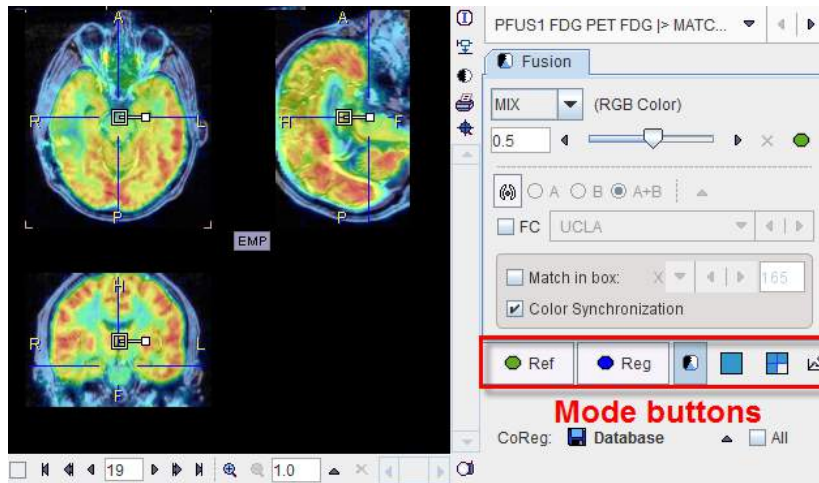 PFUS1 FDG PET FDG |> MATC...
Fusion
MIX (RGB Color)
0.5
A B A+B
FC UCLA
Match in box: X 165
Color Synchronization
Ref Reg
Mode buttons
CoReg: Database All
A
R L
P
A
H F
P
EMP
H
R L
F
19 1.0